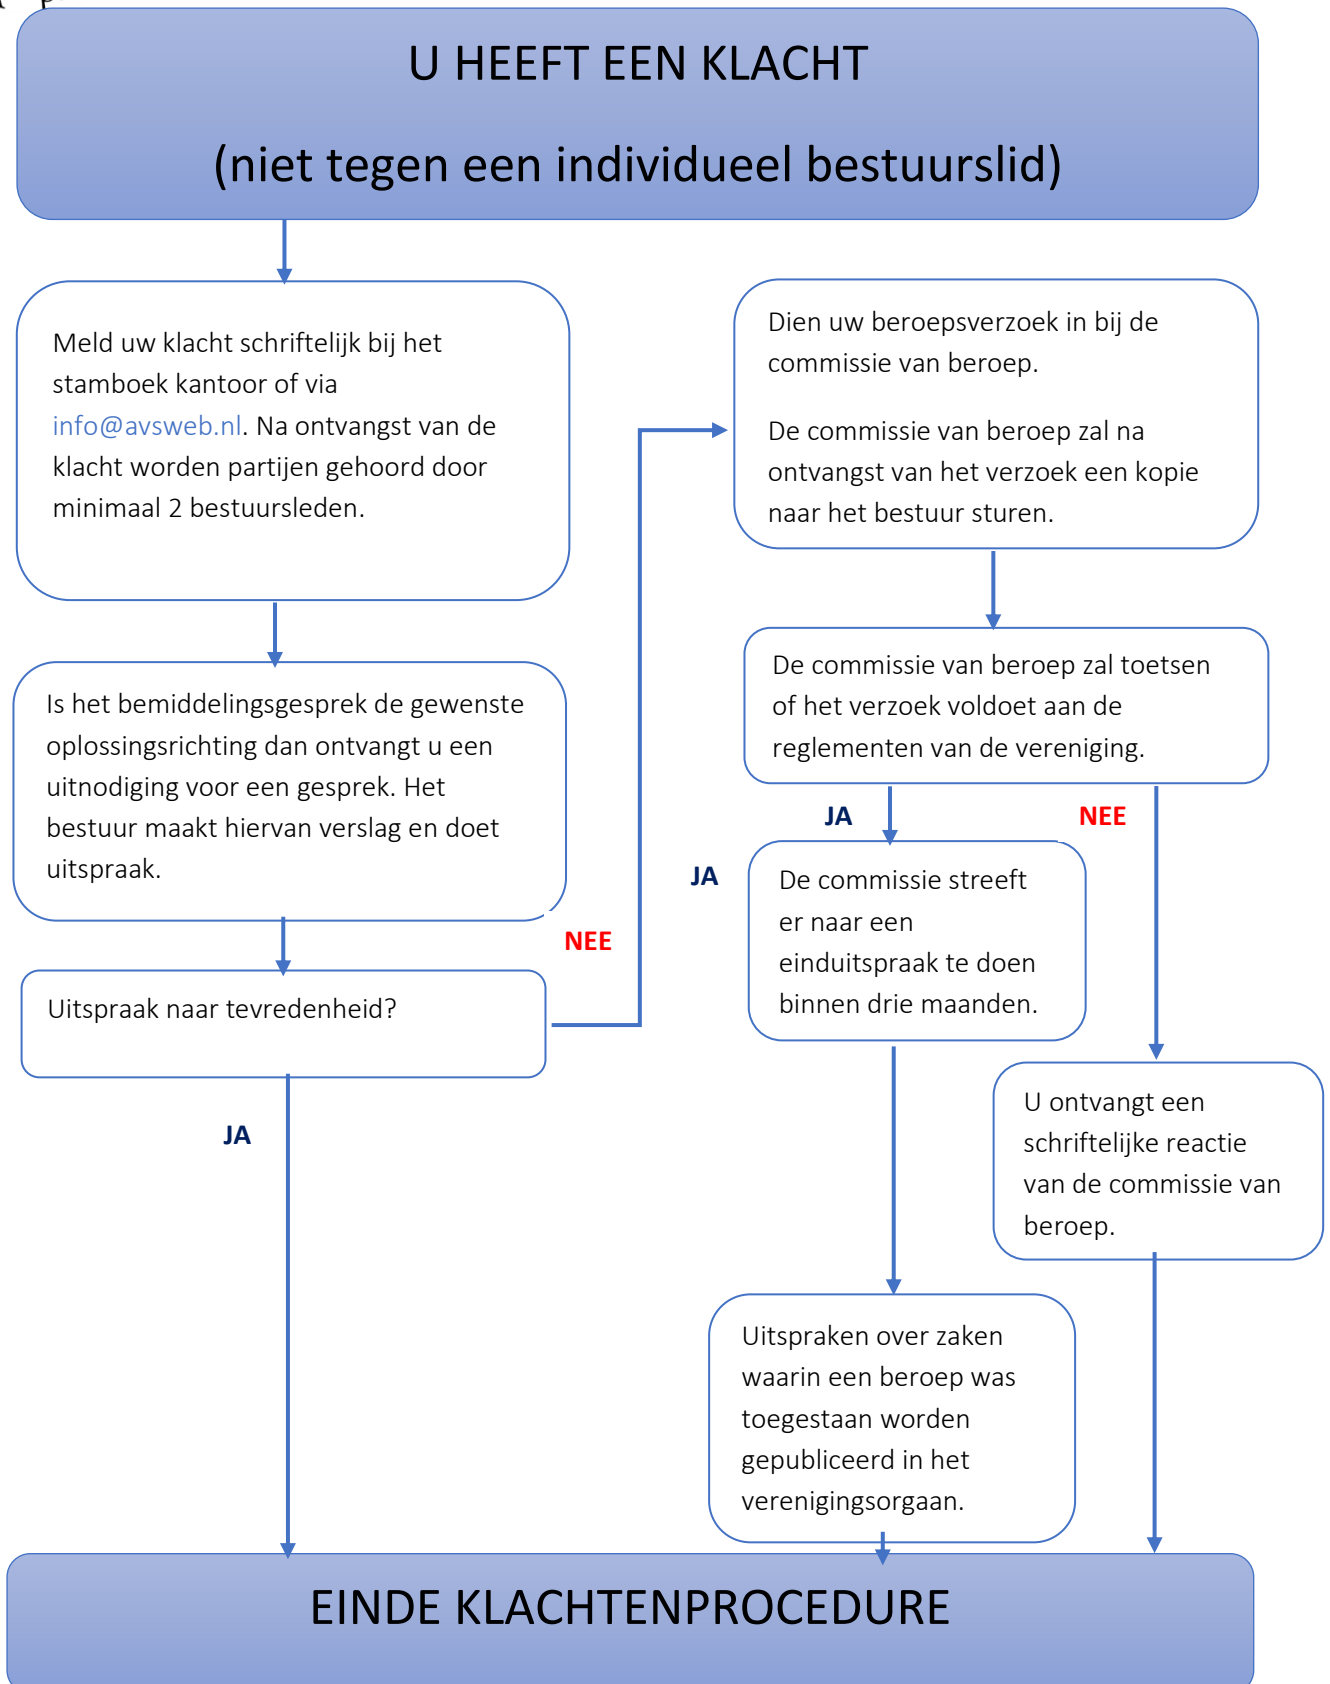 U HEEFT EEN KLACHT
(niet tegen een individueel bestuurslid)
Meld uw klacht schriftelijk bij het
stamboek kantoor of via
info@avsweb.nl. Na ontvangst van de
klacht worden partijen gehoord door
minimaal 2 bestuursleden.
Is het bemiddelingsgesprek de gewenste
oplossingsrichting dan ontvangt u een
uitnodiging voor een gesprek. Het
bestuur maakt hiervan verslag en doet
uitspraak.
NEE
Uitspraak naar tevredenheid?
JA
Dien uw beroepsverzoek in bij de
commissie van beroep.
De commissie van beroep zal na
ontvangst van het verzoek een kopie
naar het bestuur sturen.
De commissie van beroep zal toetsen
of het verzoek voldoet aan de
reglementen van de vereniging.
JA
NEE
JA
De commissie streeft
er naar een
einduitspraak te doen
binnen drie maanden.
U ontvangt een
schriftelijke reactie
van de commissie van
beroep.
Uitspraken over zaken
waarin een beroep was
toegestaan worden
gepubliceerd in het
verenigingsorgaan.
EINDE KLACHTENPROCEDURE